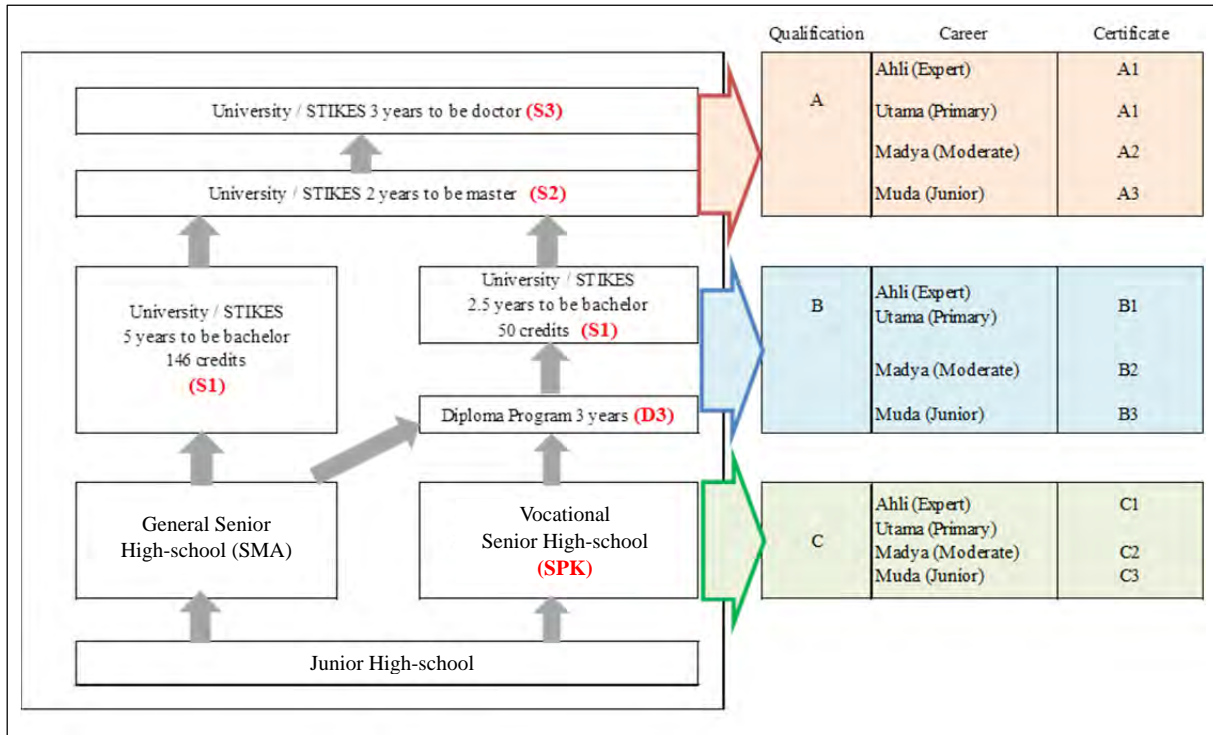 Qualification Career Certificate
University / STIKES 3 years to be doctor (S3)
University / STIKES 2 years to be master (S2)
University / STIKES
5 years to be bachelor
146 credits
(S1)
University / STIKES
2.5 years to be bachelor
50 credits (S1)
Diploma Program 3 years (D3)
General Senior
High-school (SMA)
Vocational
Senior High-school
(SPK)
Junior High-school
A
Ahli (Expert) A1
Utama (Primary) A1
Madya (Moderate) A2
Muda (Junior) A3
B
Ahli (Expert)
Utama (Primary) B1
Madya (Moderate) B2
Muda (Junior) B3
C
Ahli (Expert) C1
Utama (Primary)
Madya (Moderate) C2
Muda (Junior) C3